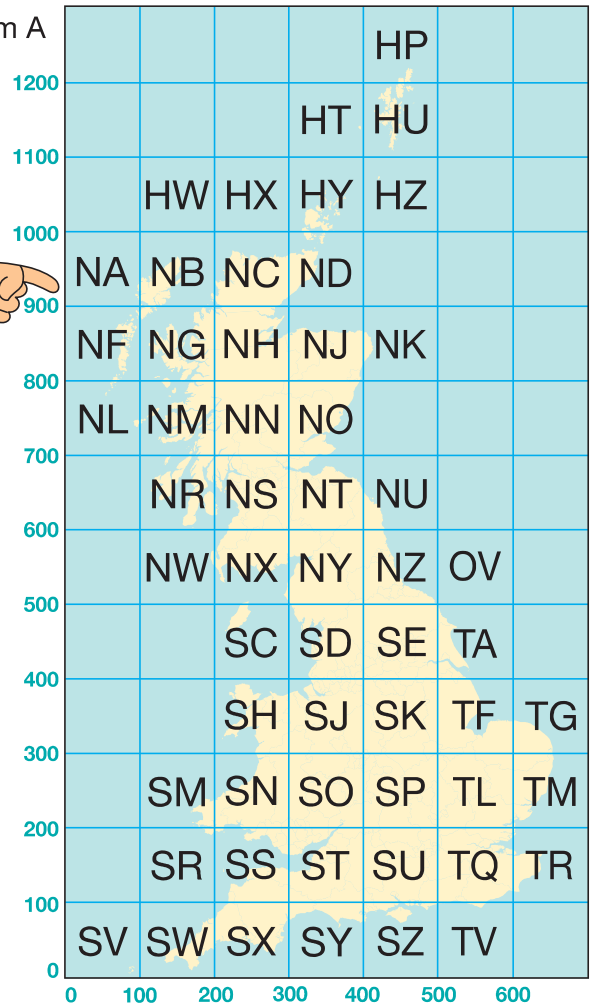 m A
HP
1200
HT HU
1100
HW HX HY HZ
1000
NA NB NC ND
900
NF NG NH NJ NK
800
NL NM NN NO
700
NR NS NT NU
600
NW NX NY NZ OV
500
SC SD SE TA
400
SH SJ SK TF TG
300
SM SN SO SP TL TM
200
SR SS ST SU TQ TR
100
SV SW SX SY SZ TV
0
0 100 200 300 400 500 600